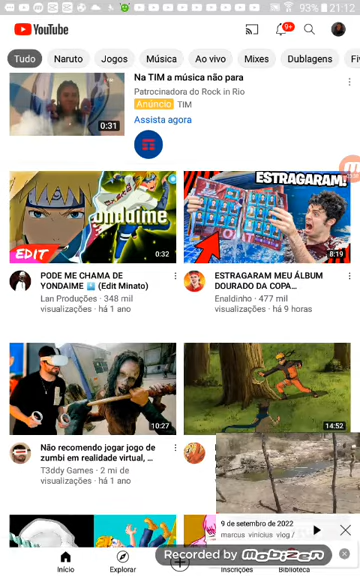 93% 21:12
YouTube
9+
Tudo Naruto Jogos Música Ao vivo Mixes Dublagens
0:31
Na TIM a música não para
Patrocinadora do Rock in Rio
Anúncio TIM
Assista agora
Yondaime
EDIT
0:32
ESTRAGARAM!
8:19
PODE ME CHAMA DE
YONDAIME (Edit Minato)
Lan Produções · 348 mil
visualizações · há 1 ano
ESTRAGARAM MEU ÁLBUM
DOURADO DA COPA...
Enaldinho · 477 mil
visualizações · há 9 horas
10:27
14:52
Não recomendo jogar jogo de
zumbi em realidade virtual, ...
T3ddy Games · 2 mi de
visualizações · há 1 ano
9 de setembro de 2022
marcus vinicius vlog /
Recorded by mobizen
Início Explorar Inscrições Biblioteca